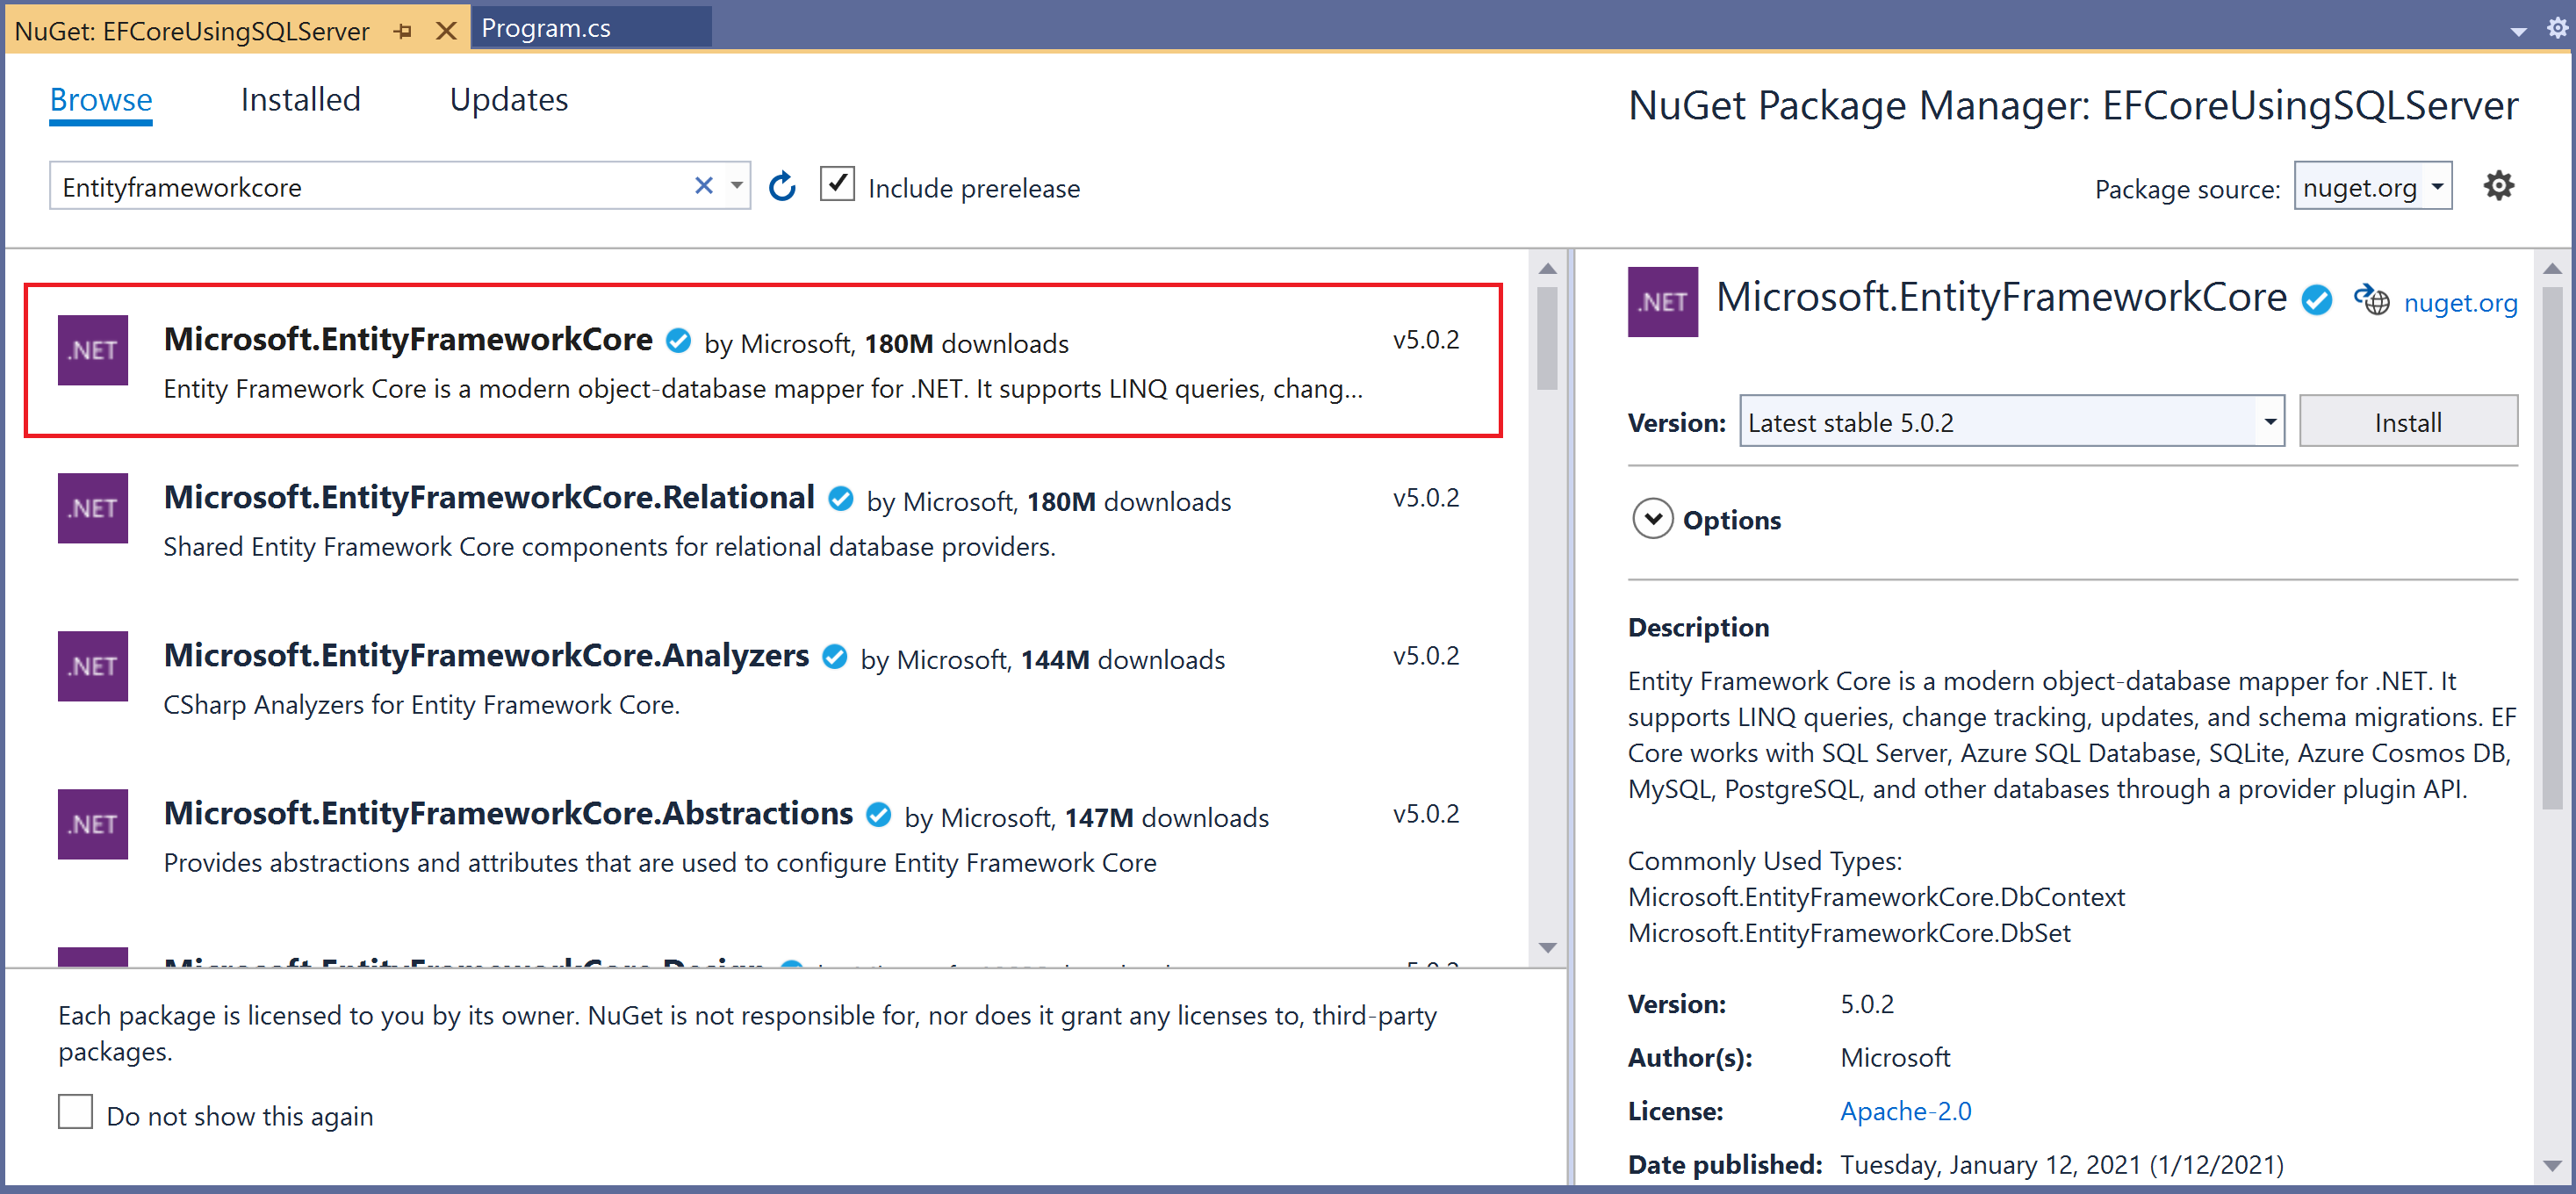 NuGet: EFCoreUsingSQLServer
Program.cs
Browse
Installed
Updates
NuGet Package Manager: EFCoreUsingSQLServer
Entityframeworkcore
Include prerelease
Package source: nuget.org
.NET
Microsoft.EntityFrameworkCore by Microsoft, 180M downloads
v5.0.2
Entity Framework Core is a modern object-database mapper for .NET. It supports LINQ queries, chang...
.NET
Microsoft.EntityFrameworkCore.Relational by Microsoft, 180M downloads
v5.0.2
Shared Entity Framework Core components for relational database providers.
.NET
Microsoft.EntityFrameworkCore.Analyzers by Microsoft, 144M downloads
v5.0.2
CSharp Analyzers for Entity Framework Core.
.NET
Microsoft.EntityFrameworkCore.Abstractions by Microsoft, 147M downloads
v5.0.2
Provides abstractions and attributes that are used to configure Entity Framework Core
Microsoft.EntityFrameworkCore.Design
5.0.2
Each package is licensed to you by its owner. NuGet is not responsible for, nor does it grant any licenses to, third-party
packages.
Do not show this again
.NET
Microsoft.EntityFrameworkCore
nuget.org
Version: Latest stable 5.0.2
Install
Options
Description
Entity Framework Core is a modern object-database mapper for .NET. It
supports LINQ queries, change tracking, updates, and schema migrations. EF
Core works with SQL Server, Azure SQL Database, SQLite, Azure Cosmos DB,
MySQL, PostgreSQL, and other databases through a provider plugin API.
Commonly Used Types:
Microsoft.EntityFrameworkCore.DbContext
Microsoft.EntityFrameworkCore.DbSet
Version: 5.0.2
Author(s): Microsoft
License: Apache-2.0
Date published: Tuesday, January 12, 2021 (1/12/2021)